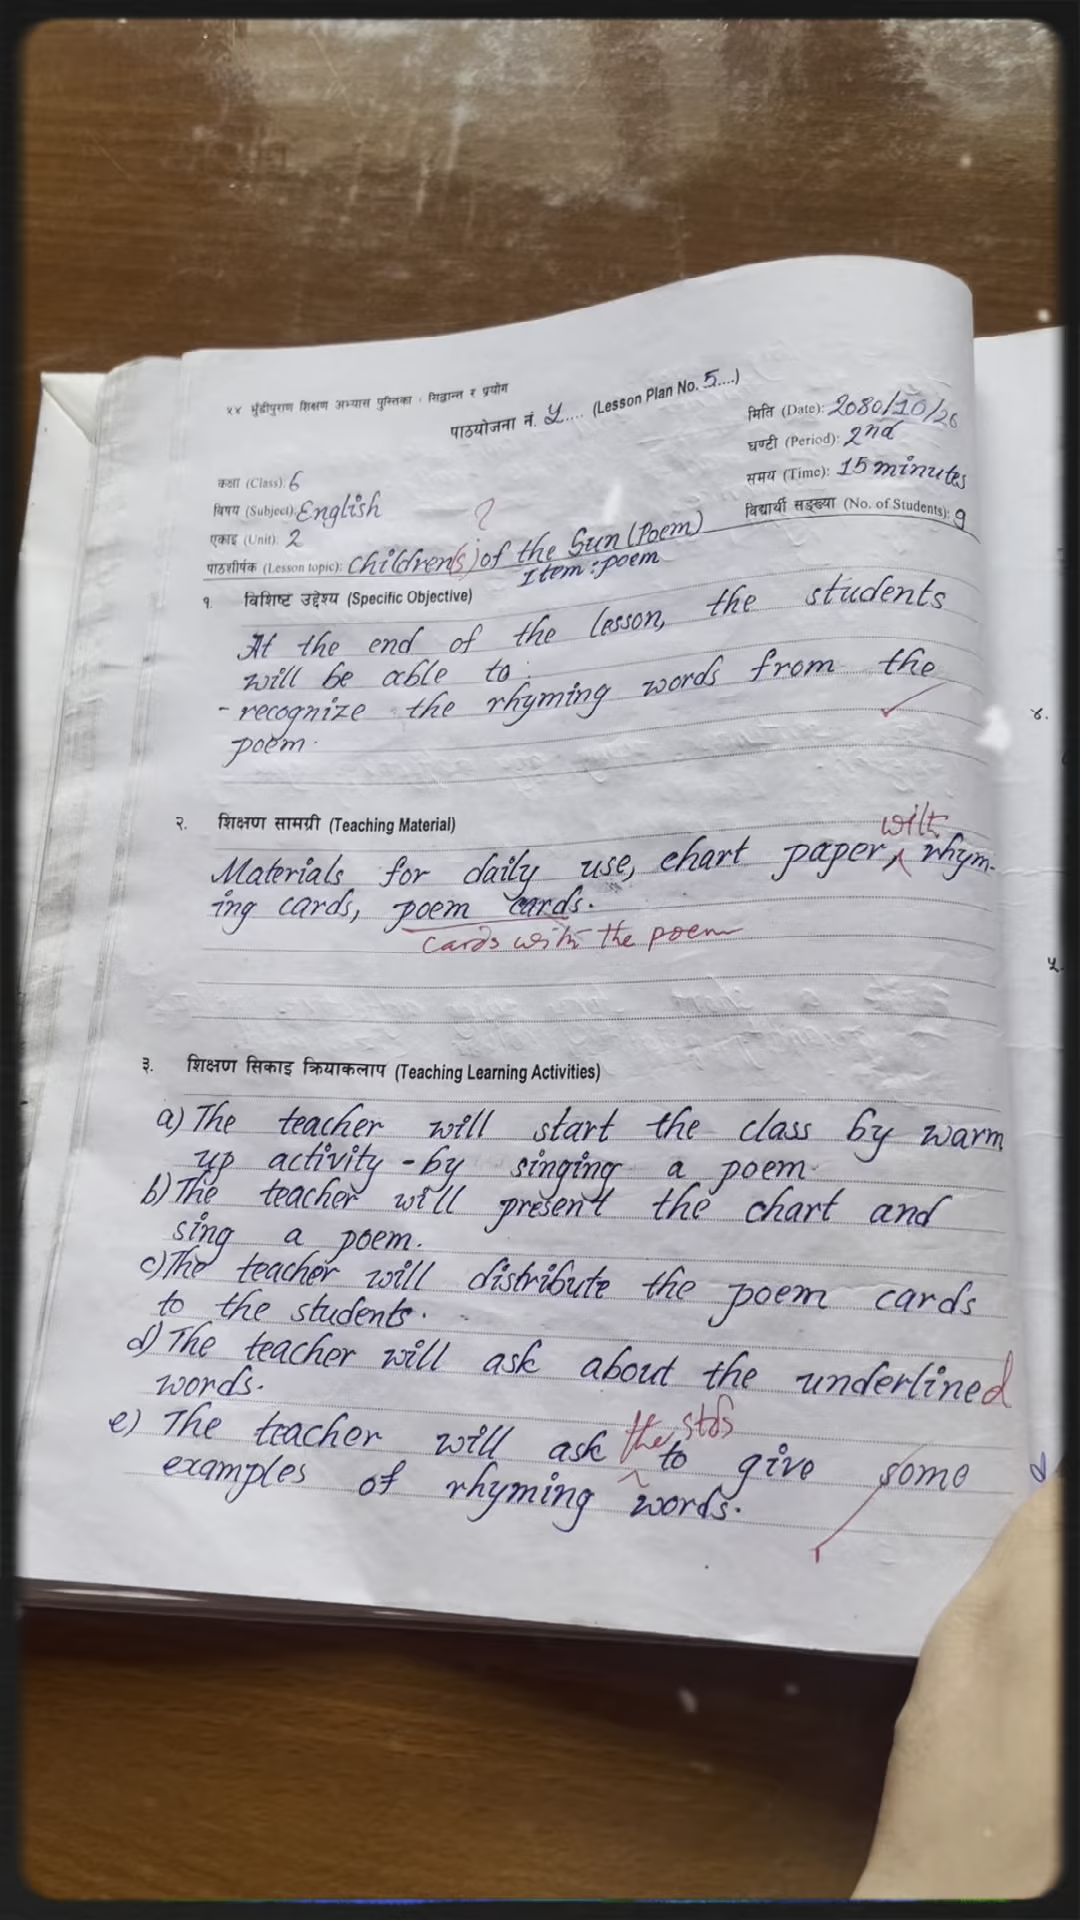 ५४ भुँडीपुराण शिक्षण अभ्यास पुस्तिका : सिद्धान्त र प्रयोग
पाठयोजना नं. ५.... (Lesson Plan No. 5....)
मिति (Date): 2080/10/26
घण्टी (Period): 2nd
समय (Time): 15 minutes
विद्यार्थी सङ्ख्या (No. of Students): 9
कक्षा (Class): 6
विषय (Subject): English
एकाइ (Unit): 2
?
पाठशीर्षक (Lesson topic): Children(s) of the Sun (Poem)
Item : poem
१. विशिष्ट उद्देश्य (Specific Objective)
At the end of the lesson, the students
will be able to :
- recognize the rhyming words from the
poem.
२. शिक्षण सामग्री (Teaching Material)
with
Materials for daily use, chart paper, ^ rhym-
ing cards, poem cards.
cards with the poem
३. शिक्षण सिकाइ क्रियाकलाप (Teaching Learning Activities)
a) The teacher will start the class by warm
up activity - by singing a poem.
b) The teacher will present the chart and
sing a poem.
c) The teacher will distribute the poem cards
to the students.
d) The teacher will ask about the underlined
words.
the stds
e) The teacher will ask ^ to give some
examples of rhyming words.
४.
५.